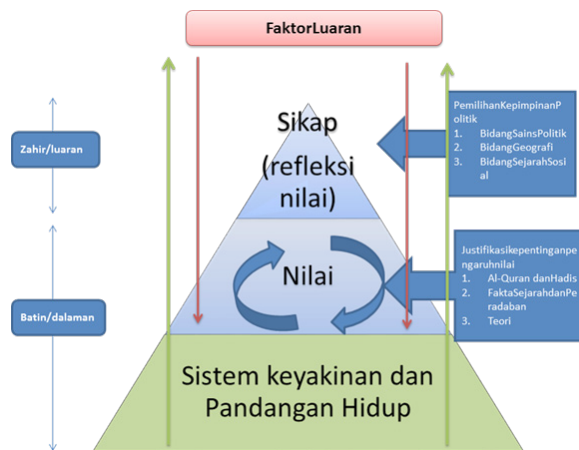 FaktorLuaran
Sikap
(refleksi
nilai)
PemilihanKepimpinanP
olitik
1. BidangSainsPolitik
2. BidangGeografi
3. BidangSejarahSosi
al
Zahir/luaran
Nilai
Justifikasikepentinganpe
ngaruhnilai
1. Al-Quran danHadis
2. FaktaSejarahdanPe
radaban
3. Teori
Batin/dalaman
Sistem keyakinan dan
Pandangan Hidup